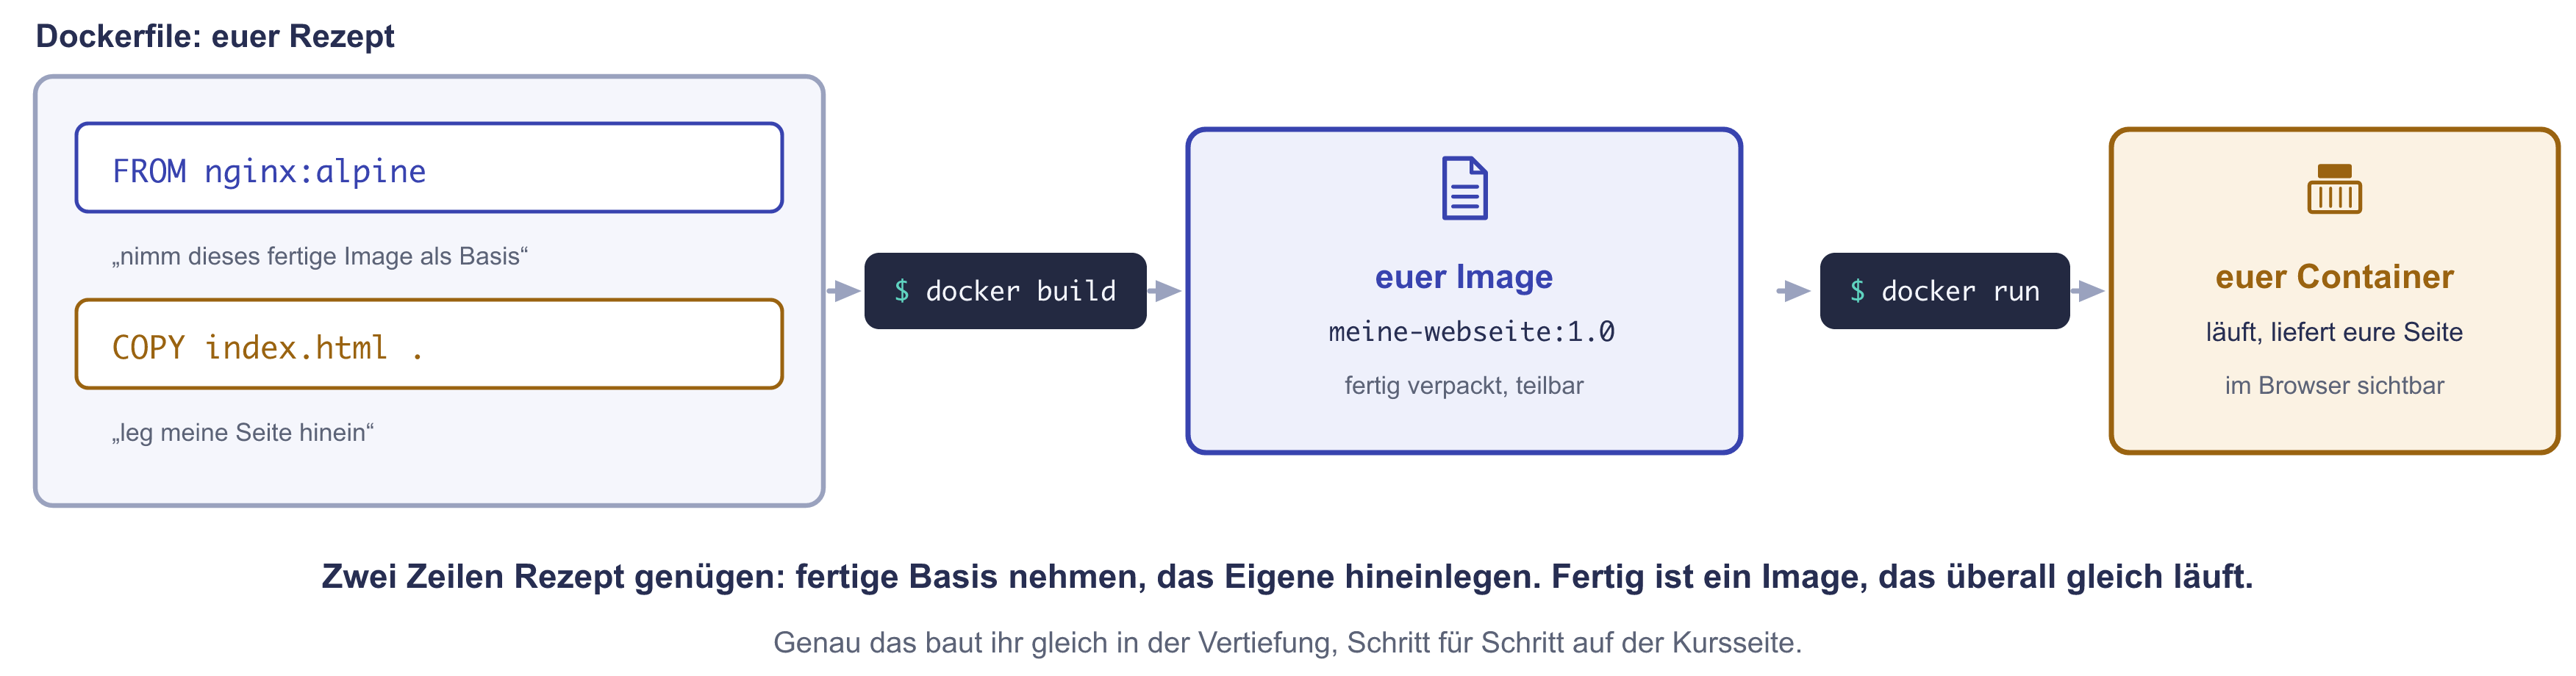 Dockerfile: euer Rezept
FROM nginx:alpine
„nimm dieses fertige Image als Basis“
COPY index.html .
„leg meine Seite hinein“
$ docker build
euer Image
meine-webseite:1.0
fertig verpackt, teilbar
$ docker run
euer Container
läuft, liefert eure Seite
im Browser sichtbar
Zwei Zeilen Rezept genügen: fertige Basis nehmen, das Eigene hineinlegen. Fertig ist ein Image, das überall gleich läuft.
Genau das baut ihr gleich in der Vertiefung, Schritt für Schritt auf der Kursseite.